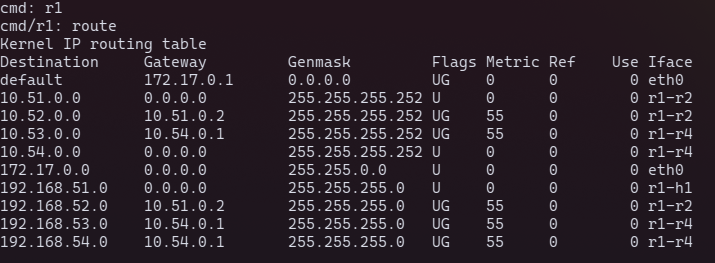 cmd: r1
cmd/r1: route
Kernel IP routing table
Destination     Gateway         Genmask         Flags Metric Ref    Use Iface
default         172.17.0.1      0.0.0.0         UG    0      0        0 eth0
10.51.0.0       0.0.0.0         255.255.255.252 U     0      0        0 r1-r2
10.52.0.0       10.51.0.2       255.255.255.252 UG    55     0        0 r1-r2
10.53.0.0       10.54.0.1       255.255.255.252 UG    55     0        0 r1-r4
10.54.0.0       0.0.0.0         255.255.255.252 U     0      0        0 r1-r4
172.17.0.0      0.0.0.0         255.255.0.0     U     0      0        0 eth0
192.168.51.0    0.0.0.0         255.255.255.0   U     0      0        0 r1-h1
192.168.52.0    10.51.0.2       255.255.255.0   UG    55     0        0 r1-r2
192.168.53.0    10.54.0.1       255.255.255.0   UG    55     0        0 r1-r4
192.168.54.0    10.54.0.1       255.255.255.0   UG    55     0        0 r1-r4